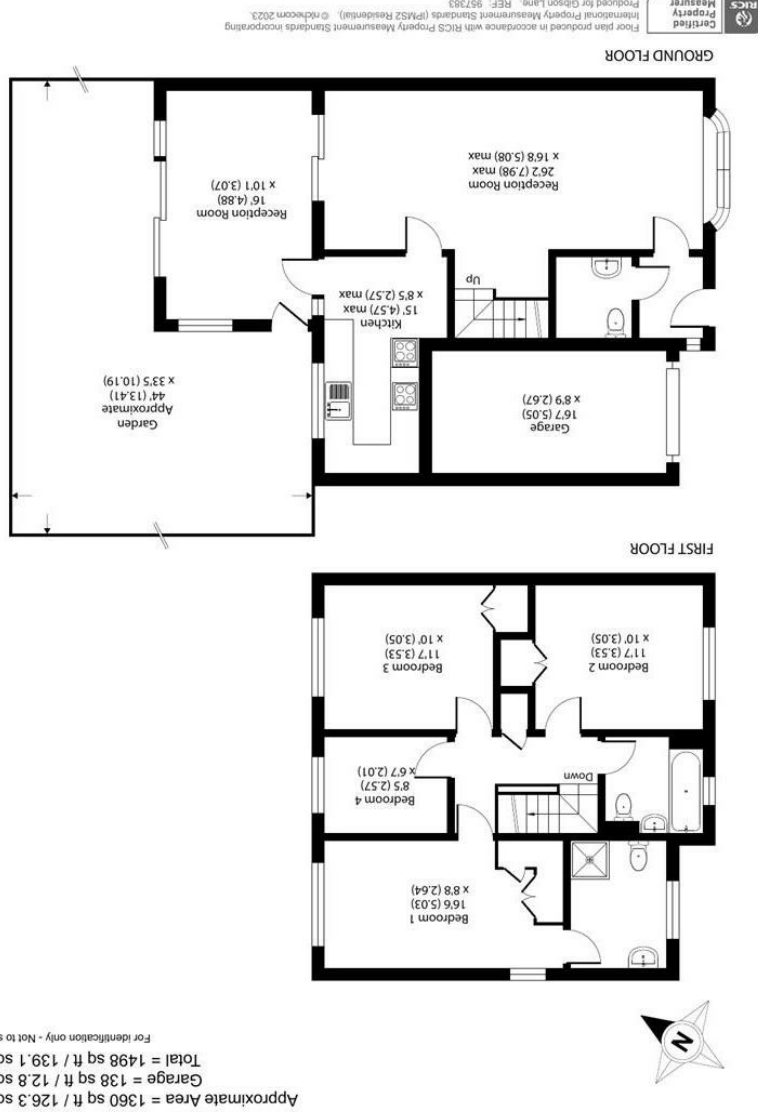 Approximate Area = 1360 sq ft / 126.3 sq
Garage = 138 sq ft / 12.8 sq
Total = 1498 sq ft / 139.1 sq
For identification only - Not to s
N
Bedroom 1
16'6 (5.03)
x 8'8 (2.64)
Bedroom 4
8'5 (2.57)
x 6'7 (2.01)
Down
Bedroom 2
11'7 (3.53)
x 10' (3.05)
Bedroom 3
11'7 (3.53)
x 10' (3.05)
FIRST FLOOR
Garage
16'7 (5.05)
x 8'9 (2.67)
Kitchen
15' (4.57) max
x 8'5 (2.57) max
Garden
Approximate
44' (13.41)
x 33'5 (10.19)
Up
Reception Room
26'2 (7.98) max
x 16'8 (5.08) max
Reception Room
16' (4.88)
x 10'1 (3.07)
GROUND FLOOR
Certified
Property
Measurer
RICS
Floor plan produced in accordance with RICS Property Measurement Standards incorporating
International Property Measurement Standards (IPMS2 Residential). © nichecom 2023.
Produced for Gibson Lane. REF: 957383